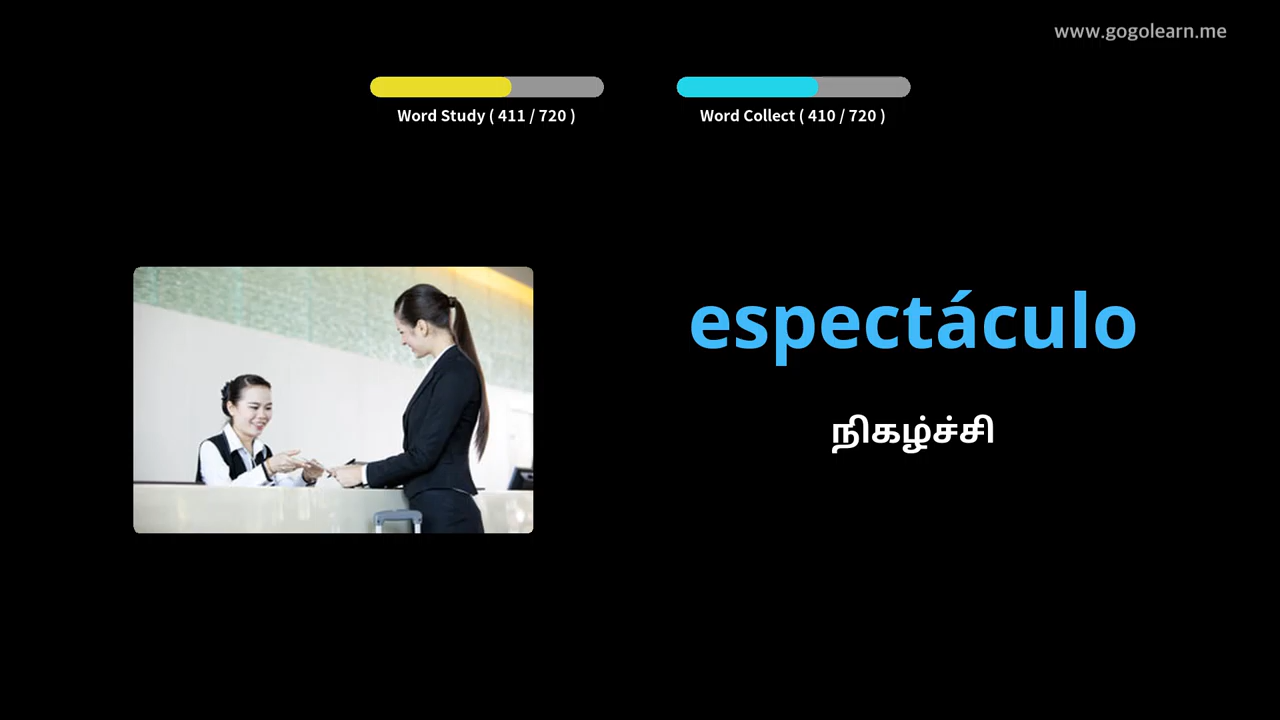 www.gogolearn.me
Word Study ( 411 / 720 )
Word Collect ( 410 / 720 )
espectáculo
நிகழ்ச்சி